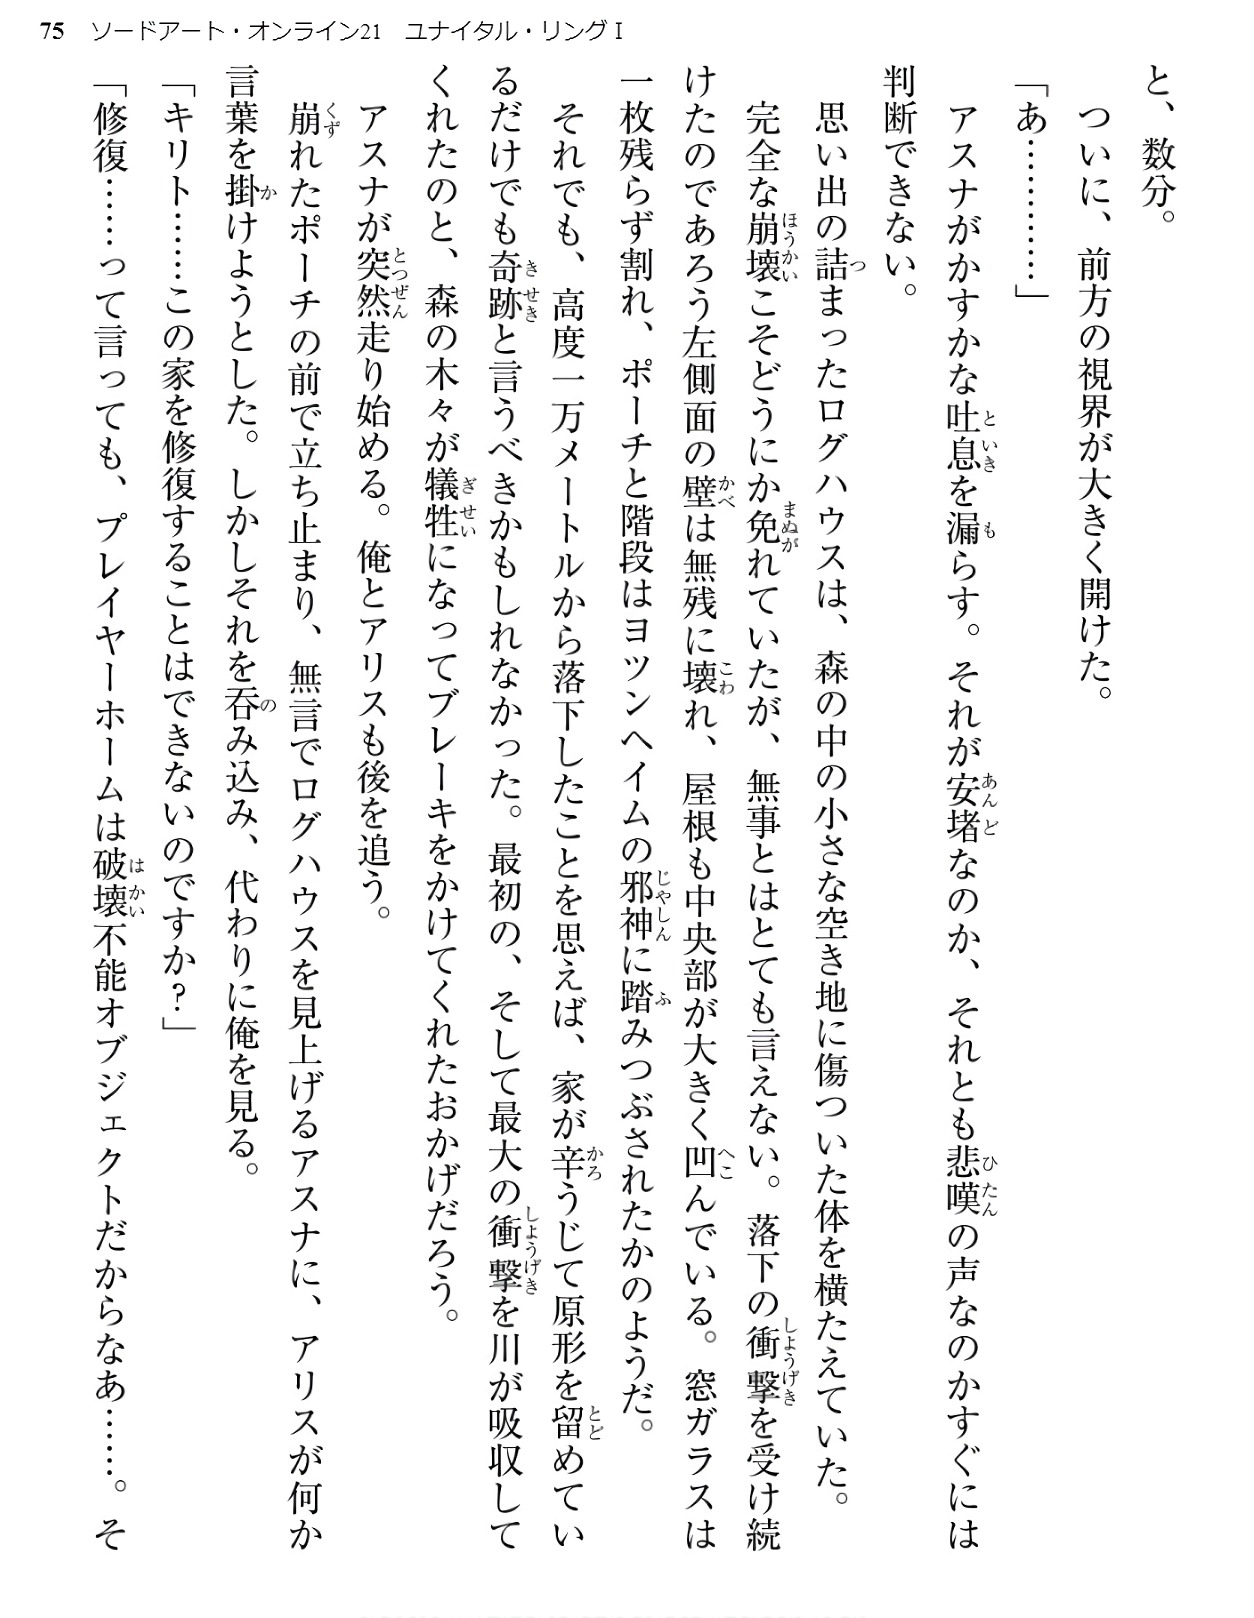 75 ソードアート・オンライン21 ユナイタル・リングⅠ
と、数分。
　ついに、前方の視界が大きく開けた。
「あ…………」
　アスナがかすかな吐息を漏らす。それが安堵なのか、それとも悲嘆の声なのかすぐには
判断できない。
　思い出の詰まったログハウスは、森の中の小さな空き地に傷ついた体を横たえていた。
　完全な崩壊こそどうにか免れていたが、無事とはとても言えない。落下の衝撃を受け続
けたのであろう左側面の壁は無残に壊れ、屋根も中央部が大きく凹んでいる。窓ガラスは
一枚残らず割れ、ポーチと階段はヨツンヘイムの邪神に踏みつぶされたかのようだ。
　それでも、高度一万メートルから落下したことを思えば、家が辛うじて原形を留めてい
るだけでも奇跡と言うべきかもしれなかった。最初の、そして最大の衝撃を川が吸収して
くれたのと、森の木々が犠牲になってブレーキをかけてくれたおかげだろう。
　アスナが突然走り始める。俺とアリスも後を追う。
　崩れたポーチの前で立ち止まり、無言でログハウスを見上げるアスナに、アリスが何か
言葉を掛けようとした。しかしそれを呑み込み、代わりに俺を見る。
「キリト……この家を修復することはできないのですか？」
「修復……って言っても、プレイヤーホームは破壊不能オブジェクトだからなあ……。そ